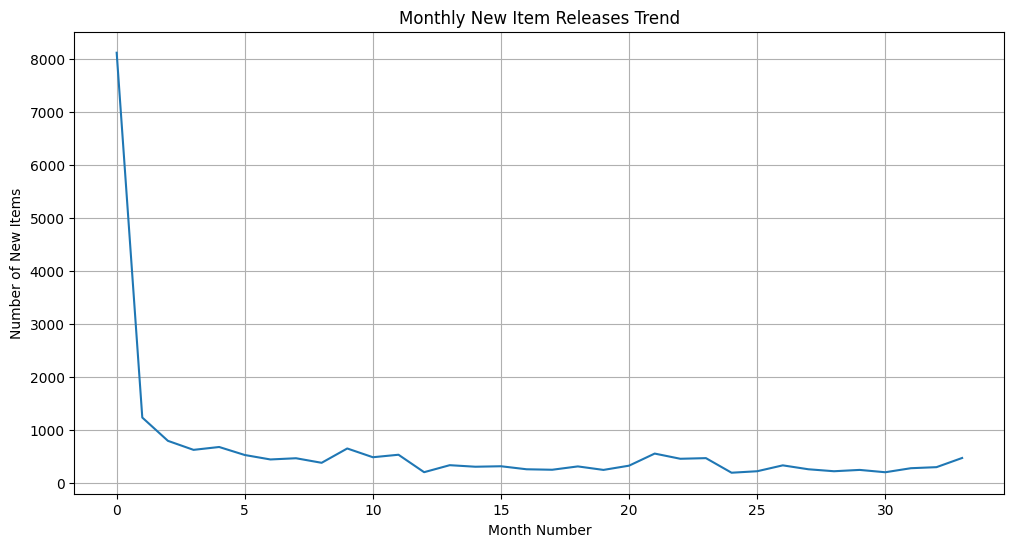 Monthly New Item Releases Trend
8000
7000
6000
5000
4000
3000
2000
1000
0
Number of New Items
0 5 10 15 20 25 30
Month Number